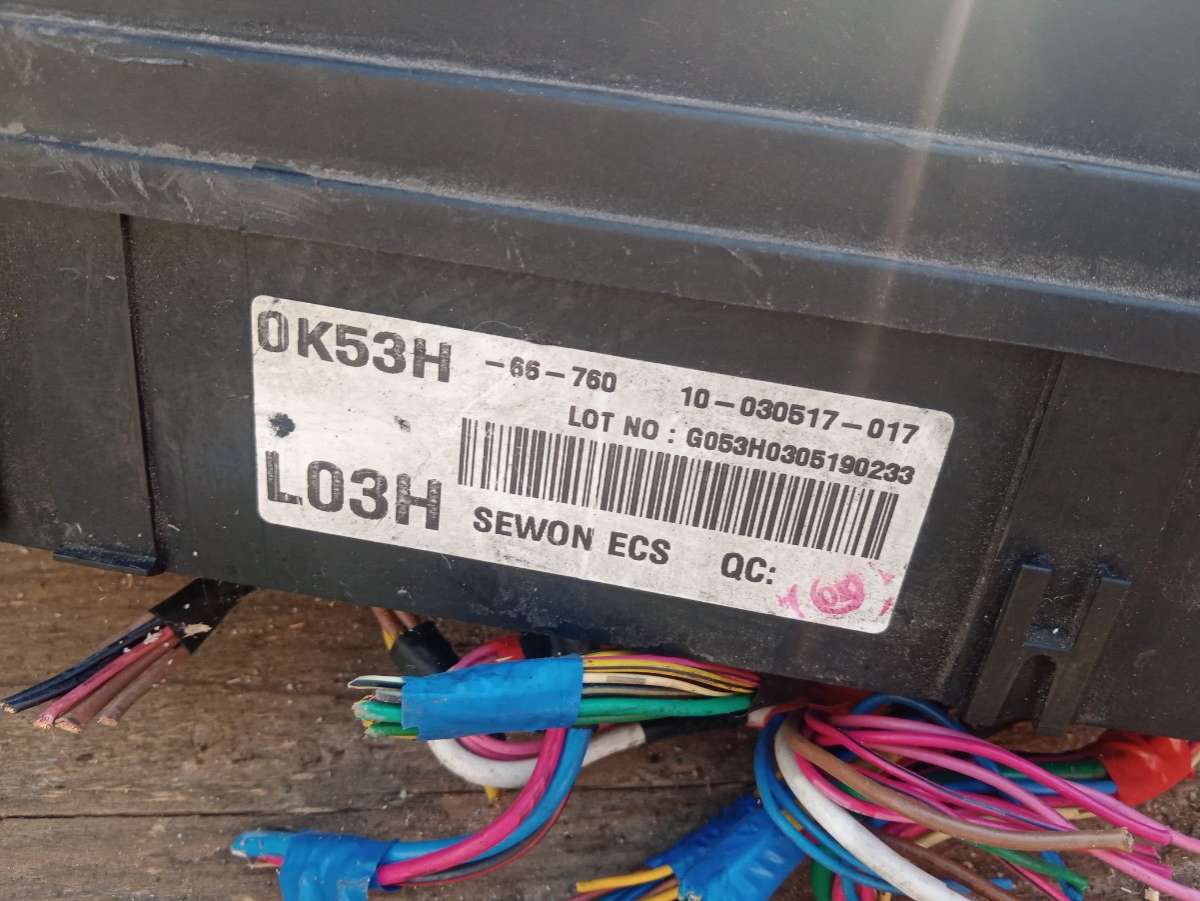 0K53H -66-760 10-030517-017
LOT NO : G053H0305190233
L03H SEWON ECS QC: